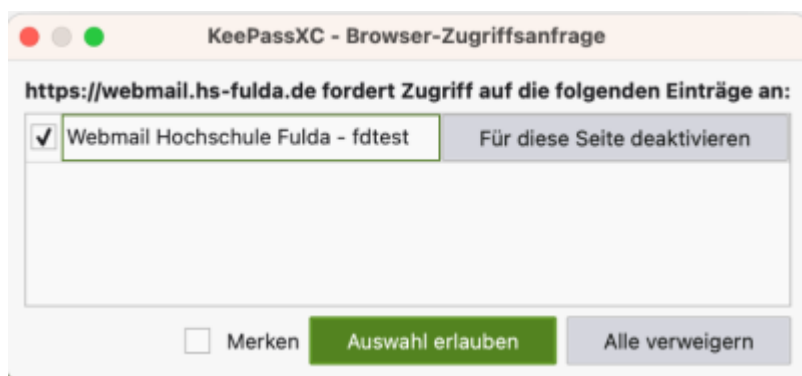 KeePassXC - Browser-Zugriffsanfrage
https://webmail.hs-fulda.de fordert Zugriff auf die folgenden Einträge an:
Webmail Hochschule Fulda - fdtest Für diese Seite deaktivieren
Merken Auswahl erlauben Alle verweigern